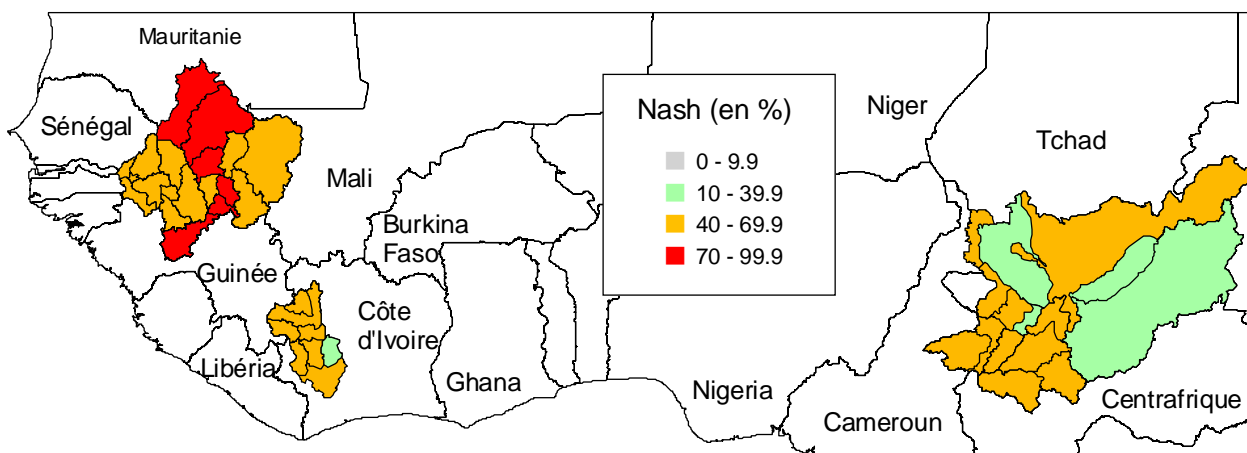 Mauritanie
Sénégal
Mali
Burkina
Faso
Guinée
Côte
d'Ivoire
Libéria
Ghana
Nash (en %)
0 - 9.9
10 - 39.9
40 - 69.9
70 - 99.9
Niger
Tchad
Nigeria
Cameroun
Centrafrique